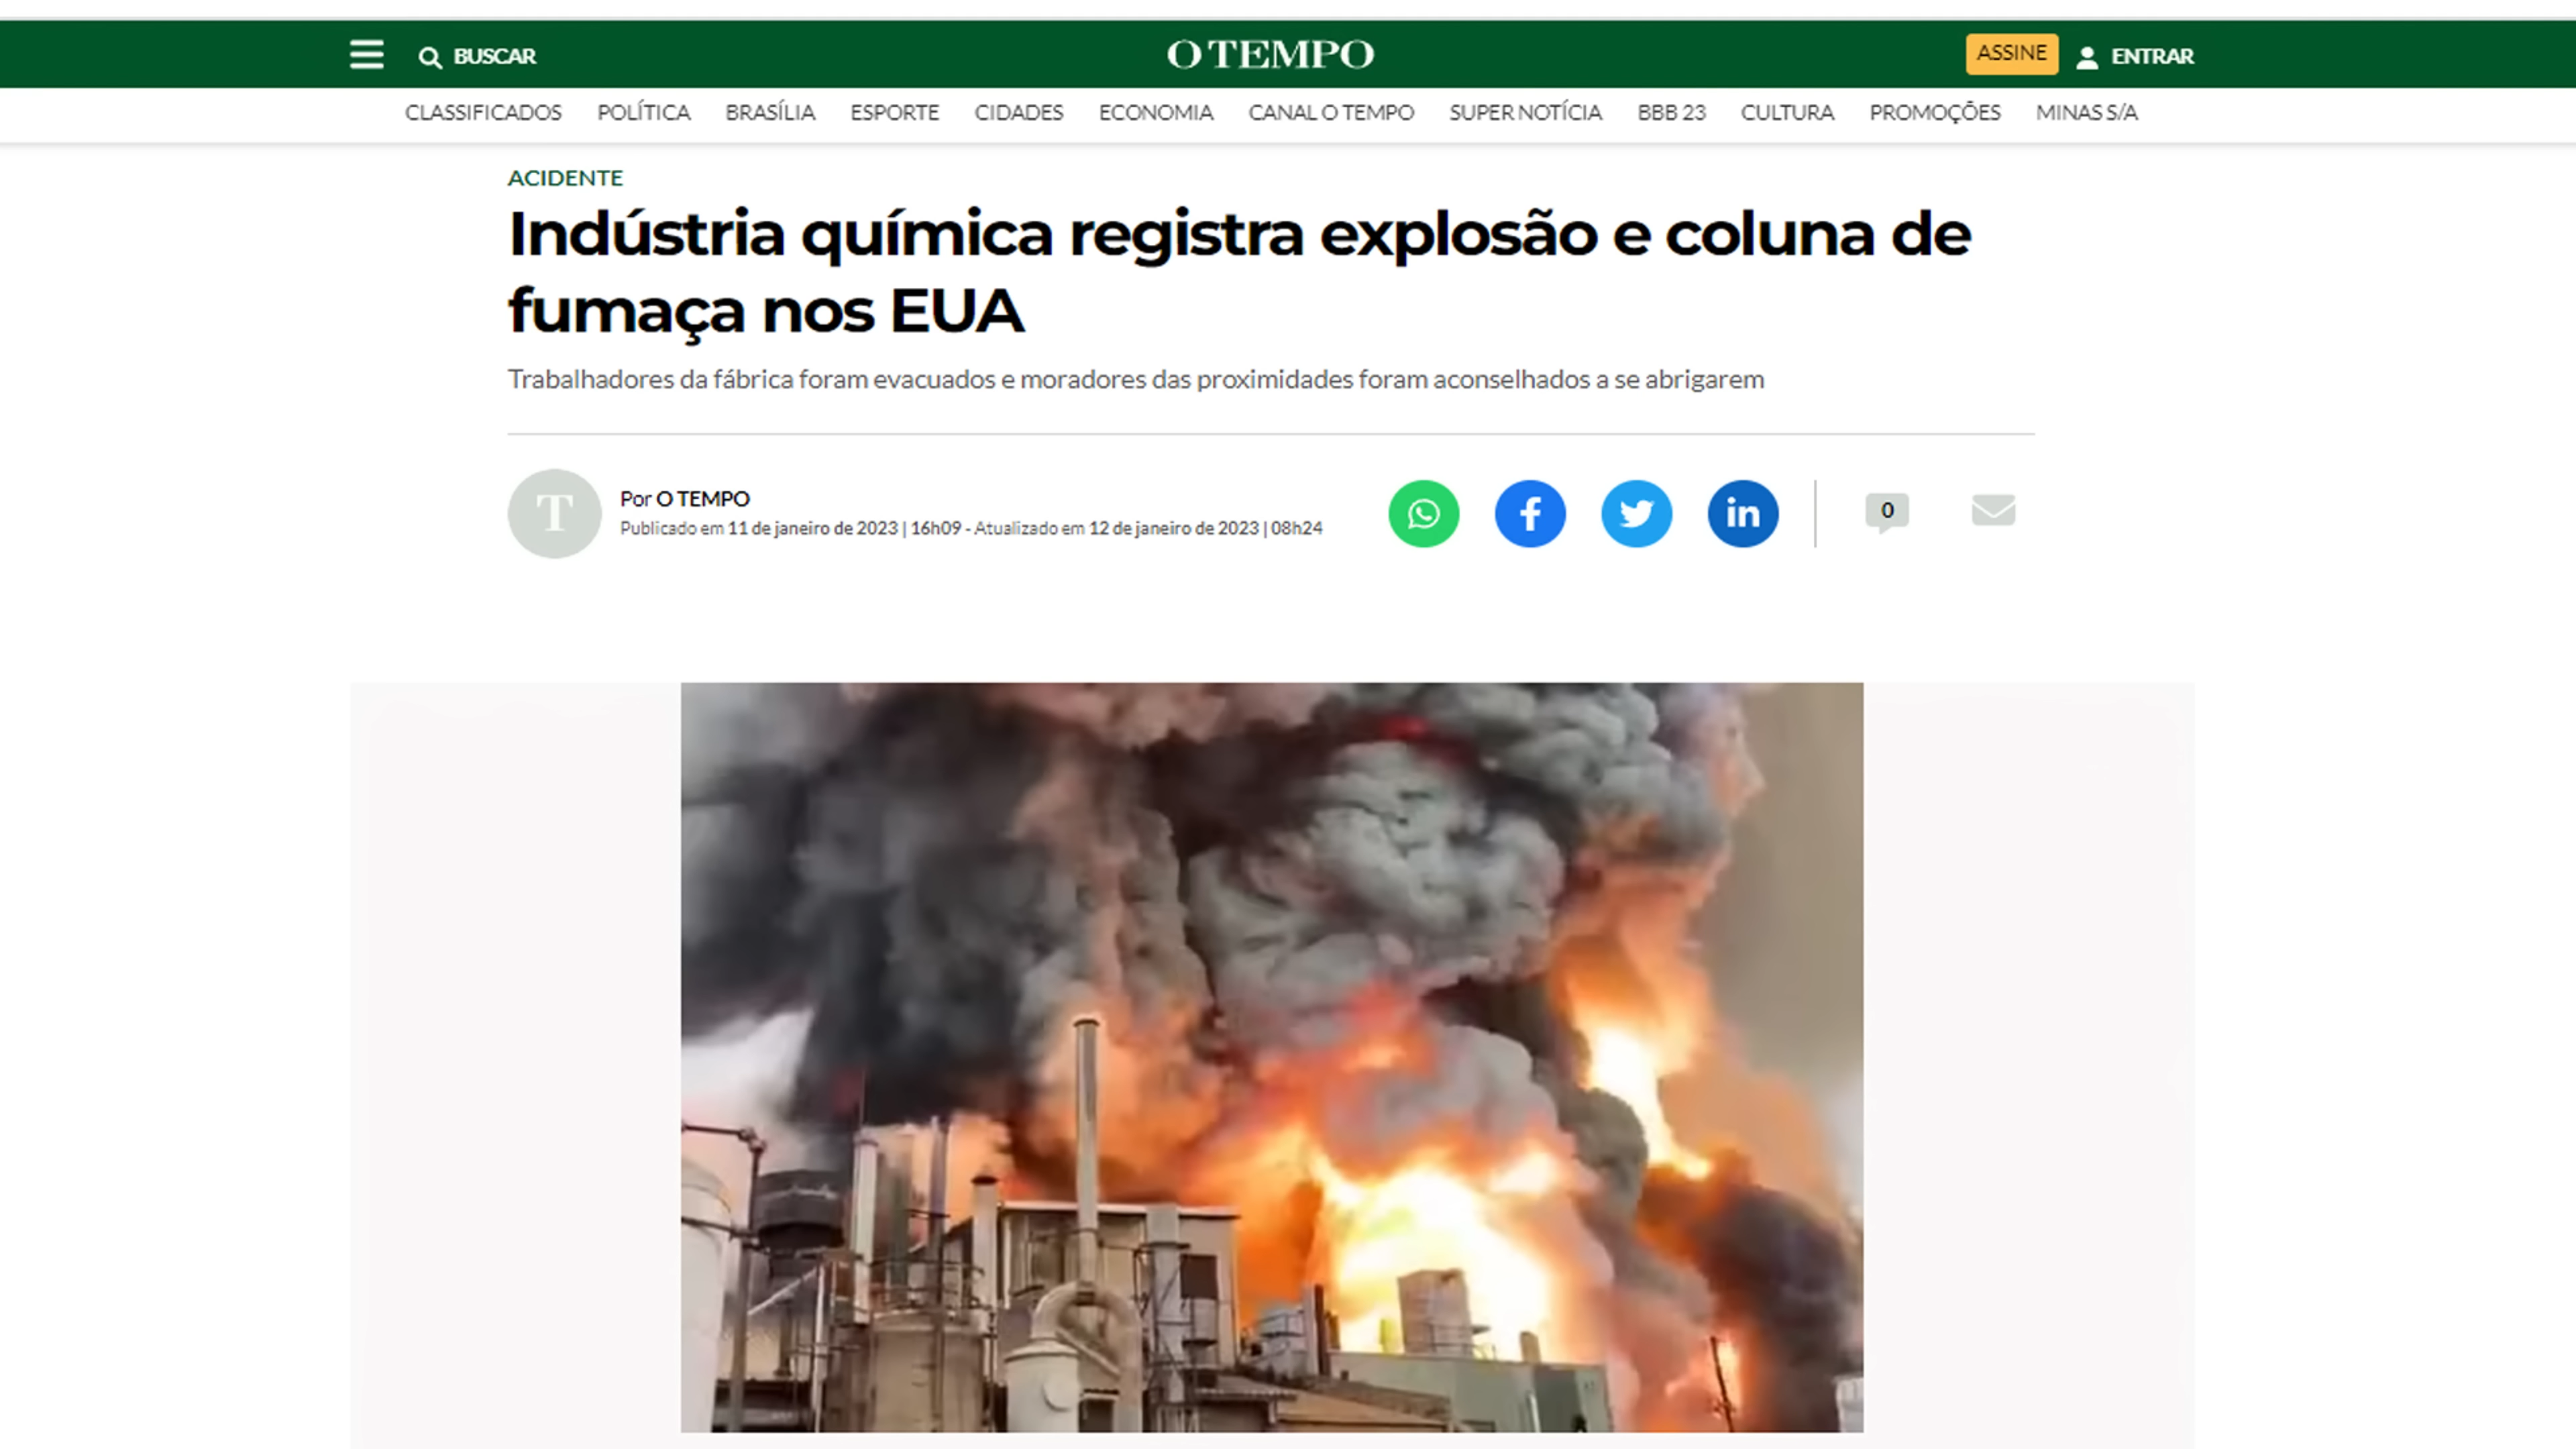 BUSCAR
O TEMPO
ASSINE
ENTRAR
CLASSIFICADOS POLÍTICA BRASÍLIA ESPORTE CIDADES ECONOMIA CANAL O TEMPO SUPER NOTÍCIA BBB 23 CULTURA PROMOÇÕES MINAS S/A
ACIDENTE
Indústria química registra explosão e coluna de
fumaça nos EUA
Trabalhadores da fábrica foram evacuados e moradores das proximidades foram aconselhados a se abrigarem
T
Por O TEMPO
Publicado em 11 de janeiro de 2023 | 16h09 - Atualizado em 12 de janeiro de 2023 | 08h24
f
in
0